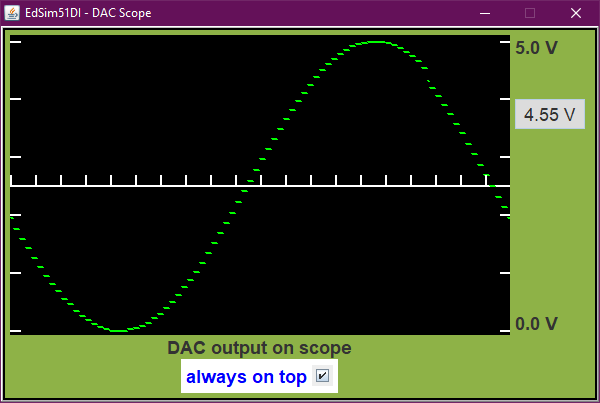 EdSim51DI - DAC Scope
5.0 V
4.55 V
0.0 V
DAC output on scope
always on top